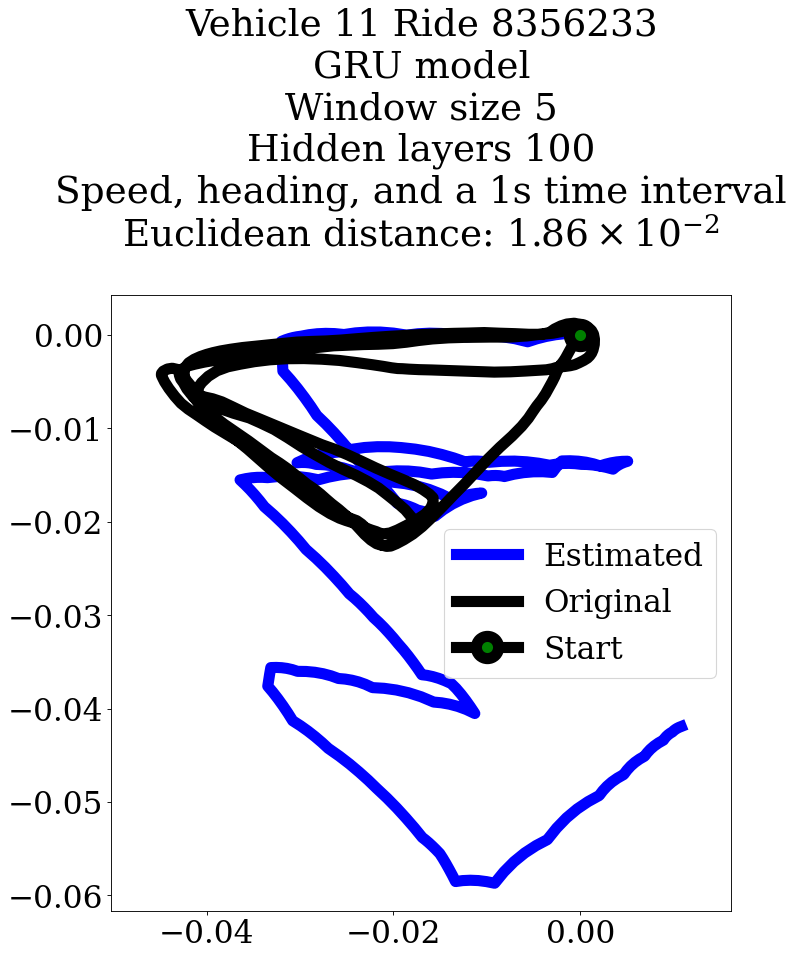 Vehicle 11 Ride 8356233
GRU model
Window size 5
Hidden layers 100
Speed, heading, and a 1s time interval
Euclidean distance: 1.86 × 10⁻²
0.00
−0.01
−0.02
−0.03
−0.04
−0.05
−0.06
Estimated
Original
Start
−0.04 −0.02 0.00